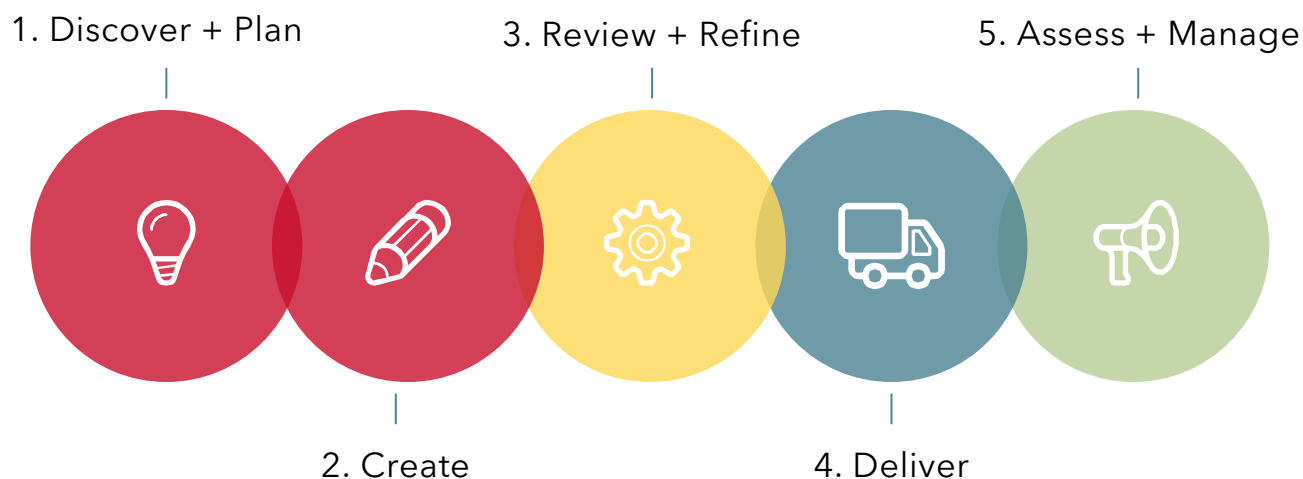 1. Discover + Plan
2. Create
3. Review + Refine
4. Deliver
5. Assess + Manage